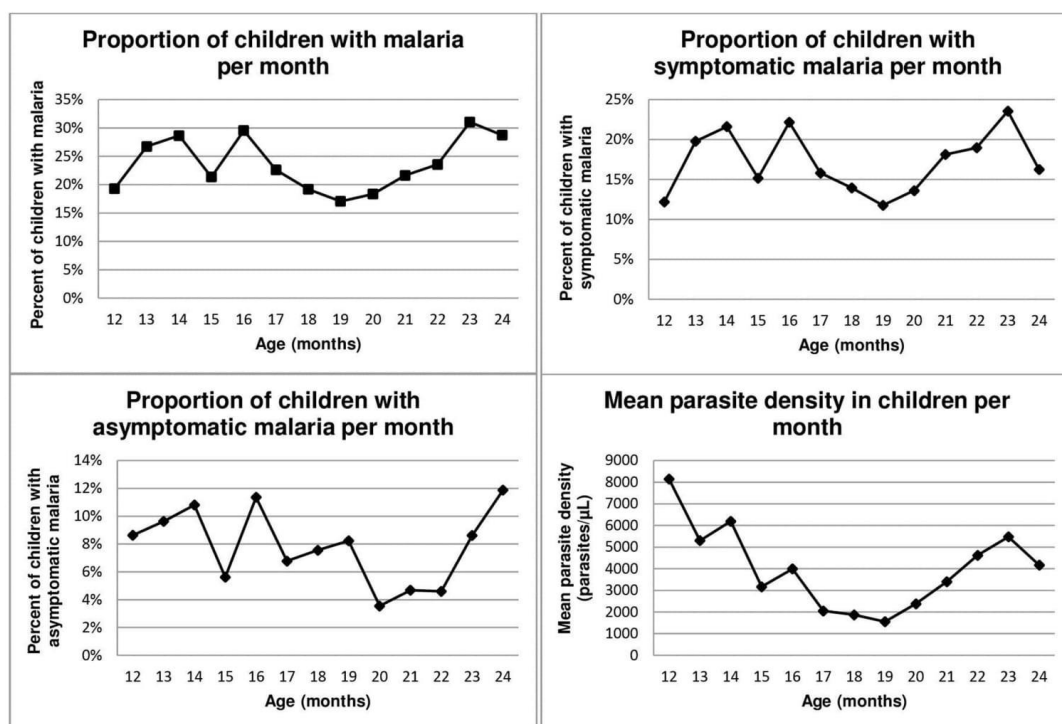 Proportion of children with malaria
per month
Percent of children with malaria
35%
30%
25%
20%
15%
10%
5%
0%
12 13 14 15 16 17 18 19 20 21 22 23 24
Age (months)
Proportion of children with
symptomatic malaria per month
Percent of children with
symptomatic malaria
25%
20%
15%
10%
5%
0%
12 13 14 15 16 17 18 19 20 21 22 23 24
Age (months)
Proportion of children with
asymptomatic malaria per month
Percent of children with
asymptomatic malaria
14%
12%
10%
8%
6%
4%
2%
0%
12 13 14 15 16 17 18 19 20 21 22 23 24
Age (months)
Mean parasite density in children per
month
Mean parasite density
(parasites/µL)
9000
8000
7000
6000
5000
4000
3000
2000
1000
0
12 13 14 15 16 17 18 19 20 21 22 23 24
Age (months)